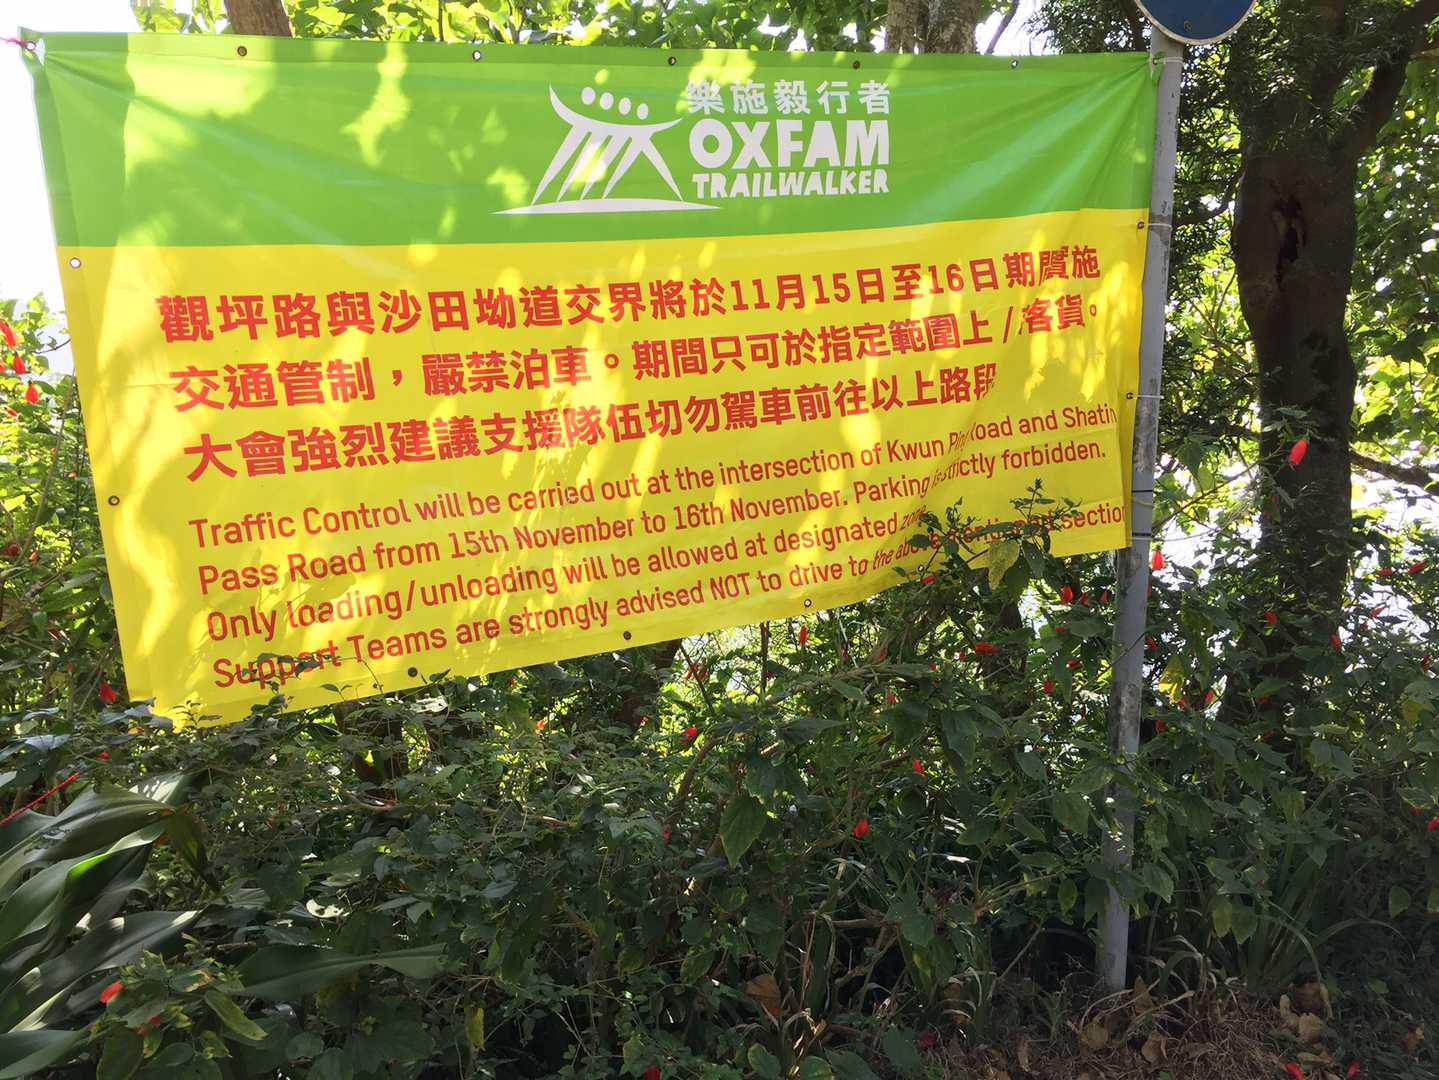 樂施毅行者
OXFAM
TRAILWALKER
觀坪路與沙田坳道交界將於11月15日至16日期間實施
交通管制，嚴禁泊車。期間只可於指定範圍上/落客貨。
大會強烈建議支援隊伍切勿駕車前往以上路段
Traffic Control will be carried out at the intersection of Kwun Ping Road and Shatin
Pass Road from 15th November to 16th November. Parking is strictly forbidden.
Only loading/unloading will be allowed at designated zone
Support Teams are strongly advised NOT to drive to the above section